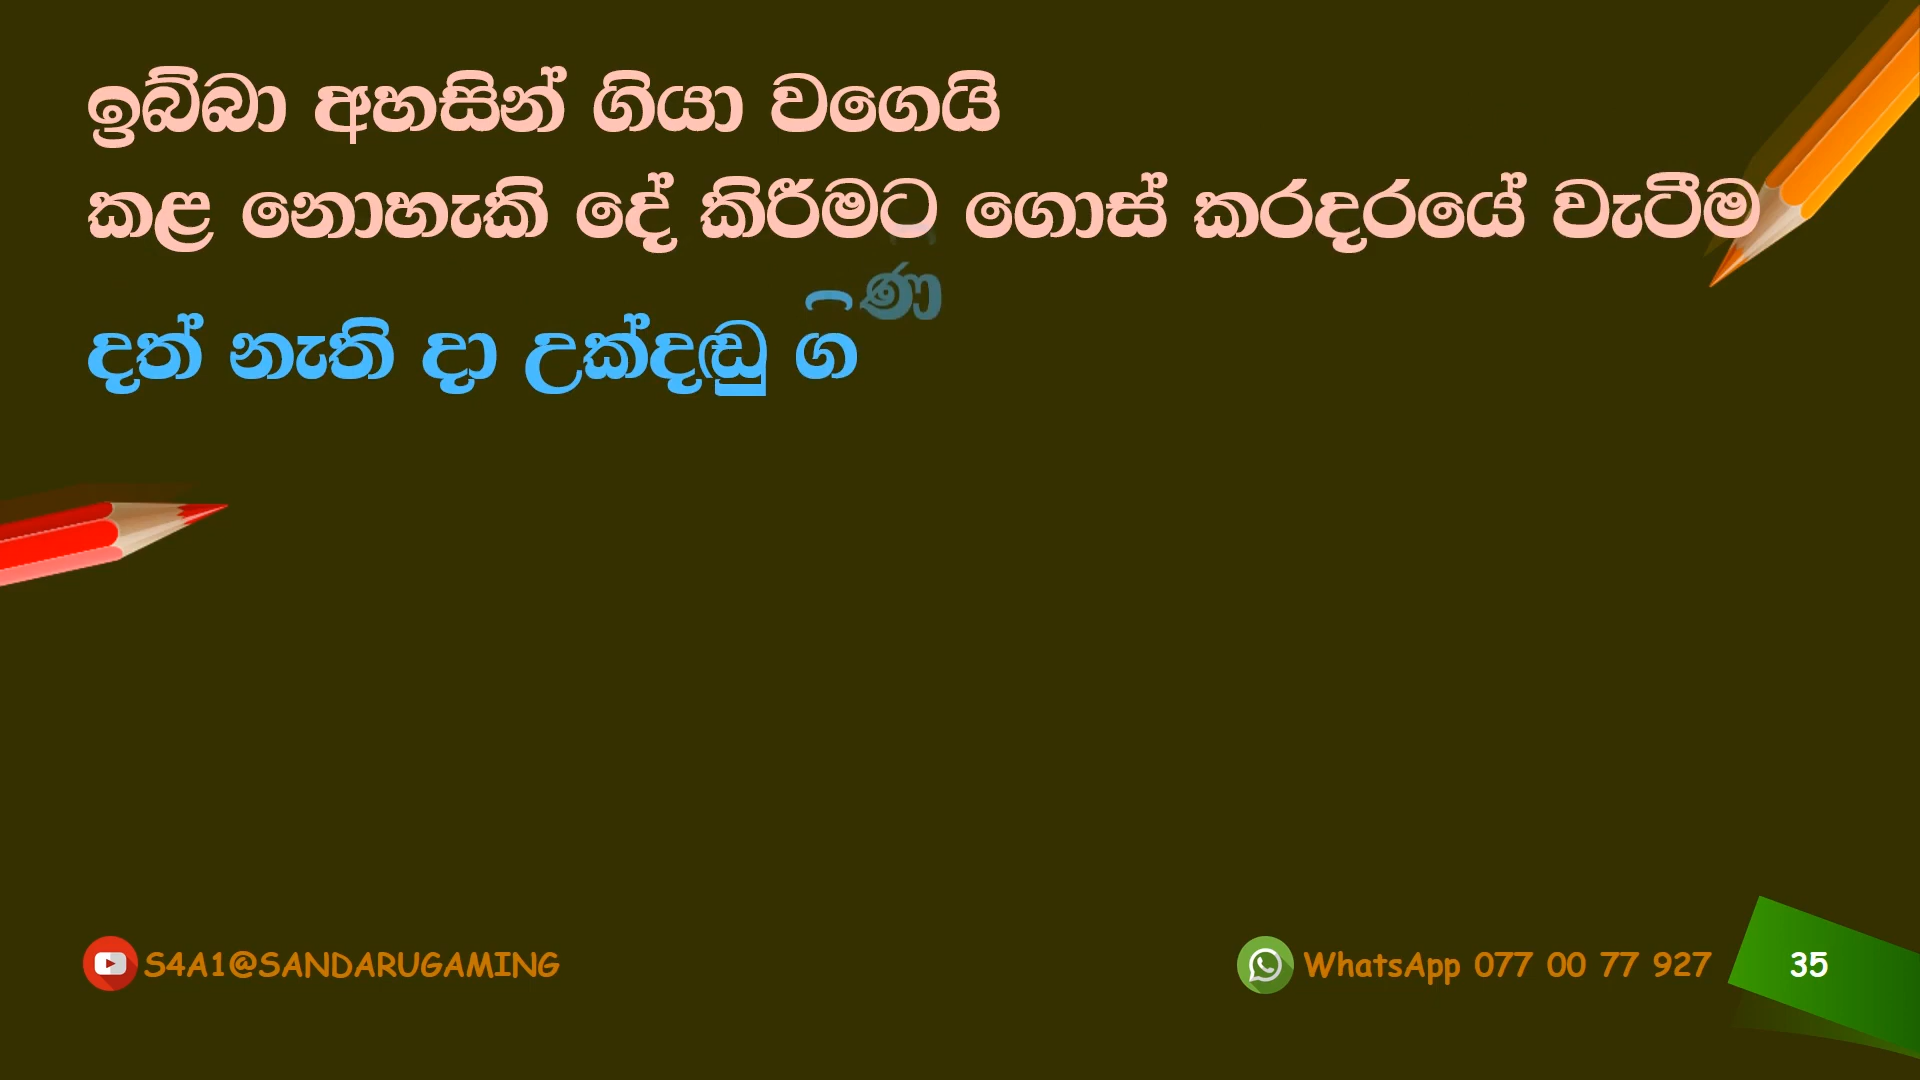 ඉබ්බා අහසින් ගියා වගෙයි
කළ නොහැකි දේ කිරීමට ගොස් කරදරයේ වැටීම
දත් නැති දා උක්දඬු ගිණි
S4A1@SANDARUGAMING
WhatsApp 077 00 77 927
35